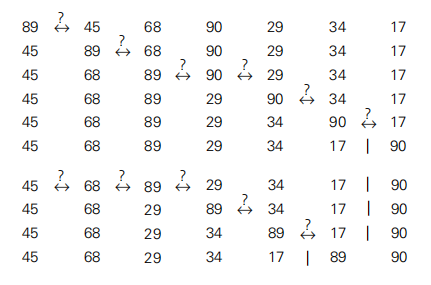 89 ?↔ 45 68 90 29 34 17
45 89 ?↔ 68 90 29 34 17
45 68 89 ?↔ 90 ?↔ 29 34 17
45 68 89 29 90 ?↔ 34 17
45 68 89 29 34 90 ?↔ 17
45 68 89 29 34 17 | 90
45 ?↔ 68 ?↔ 89 ?↔ 29 34 17 | 90
45 68 29 89 ?↔ 34 17 | 90
45 68 29 34 89 ?↔ 17 | 90
45 68 29 34 17 | 89 90